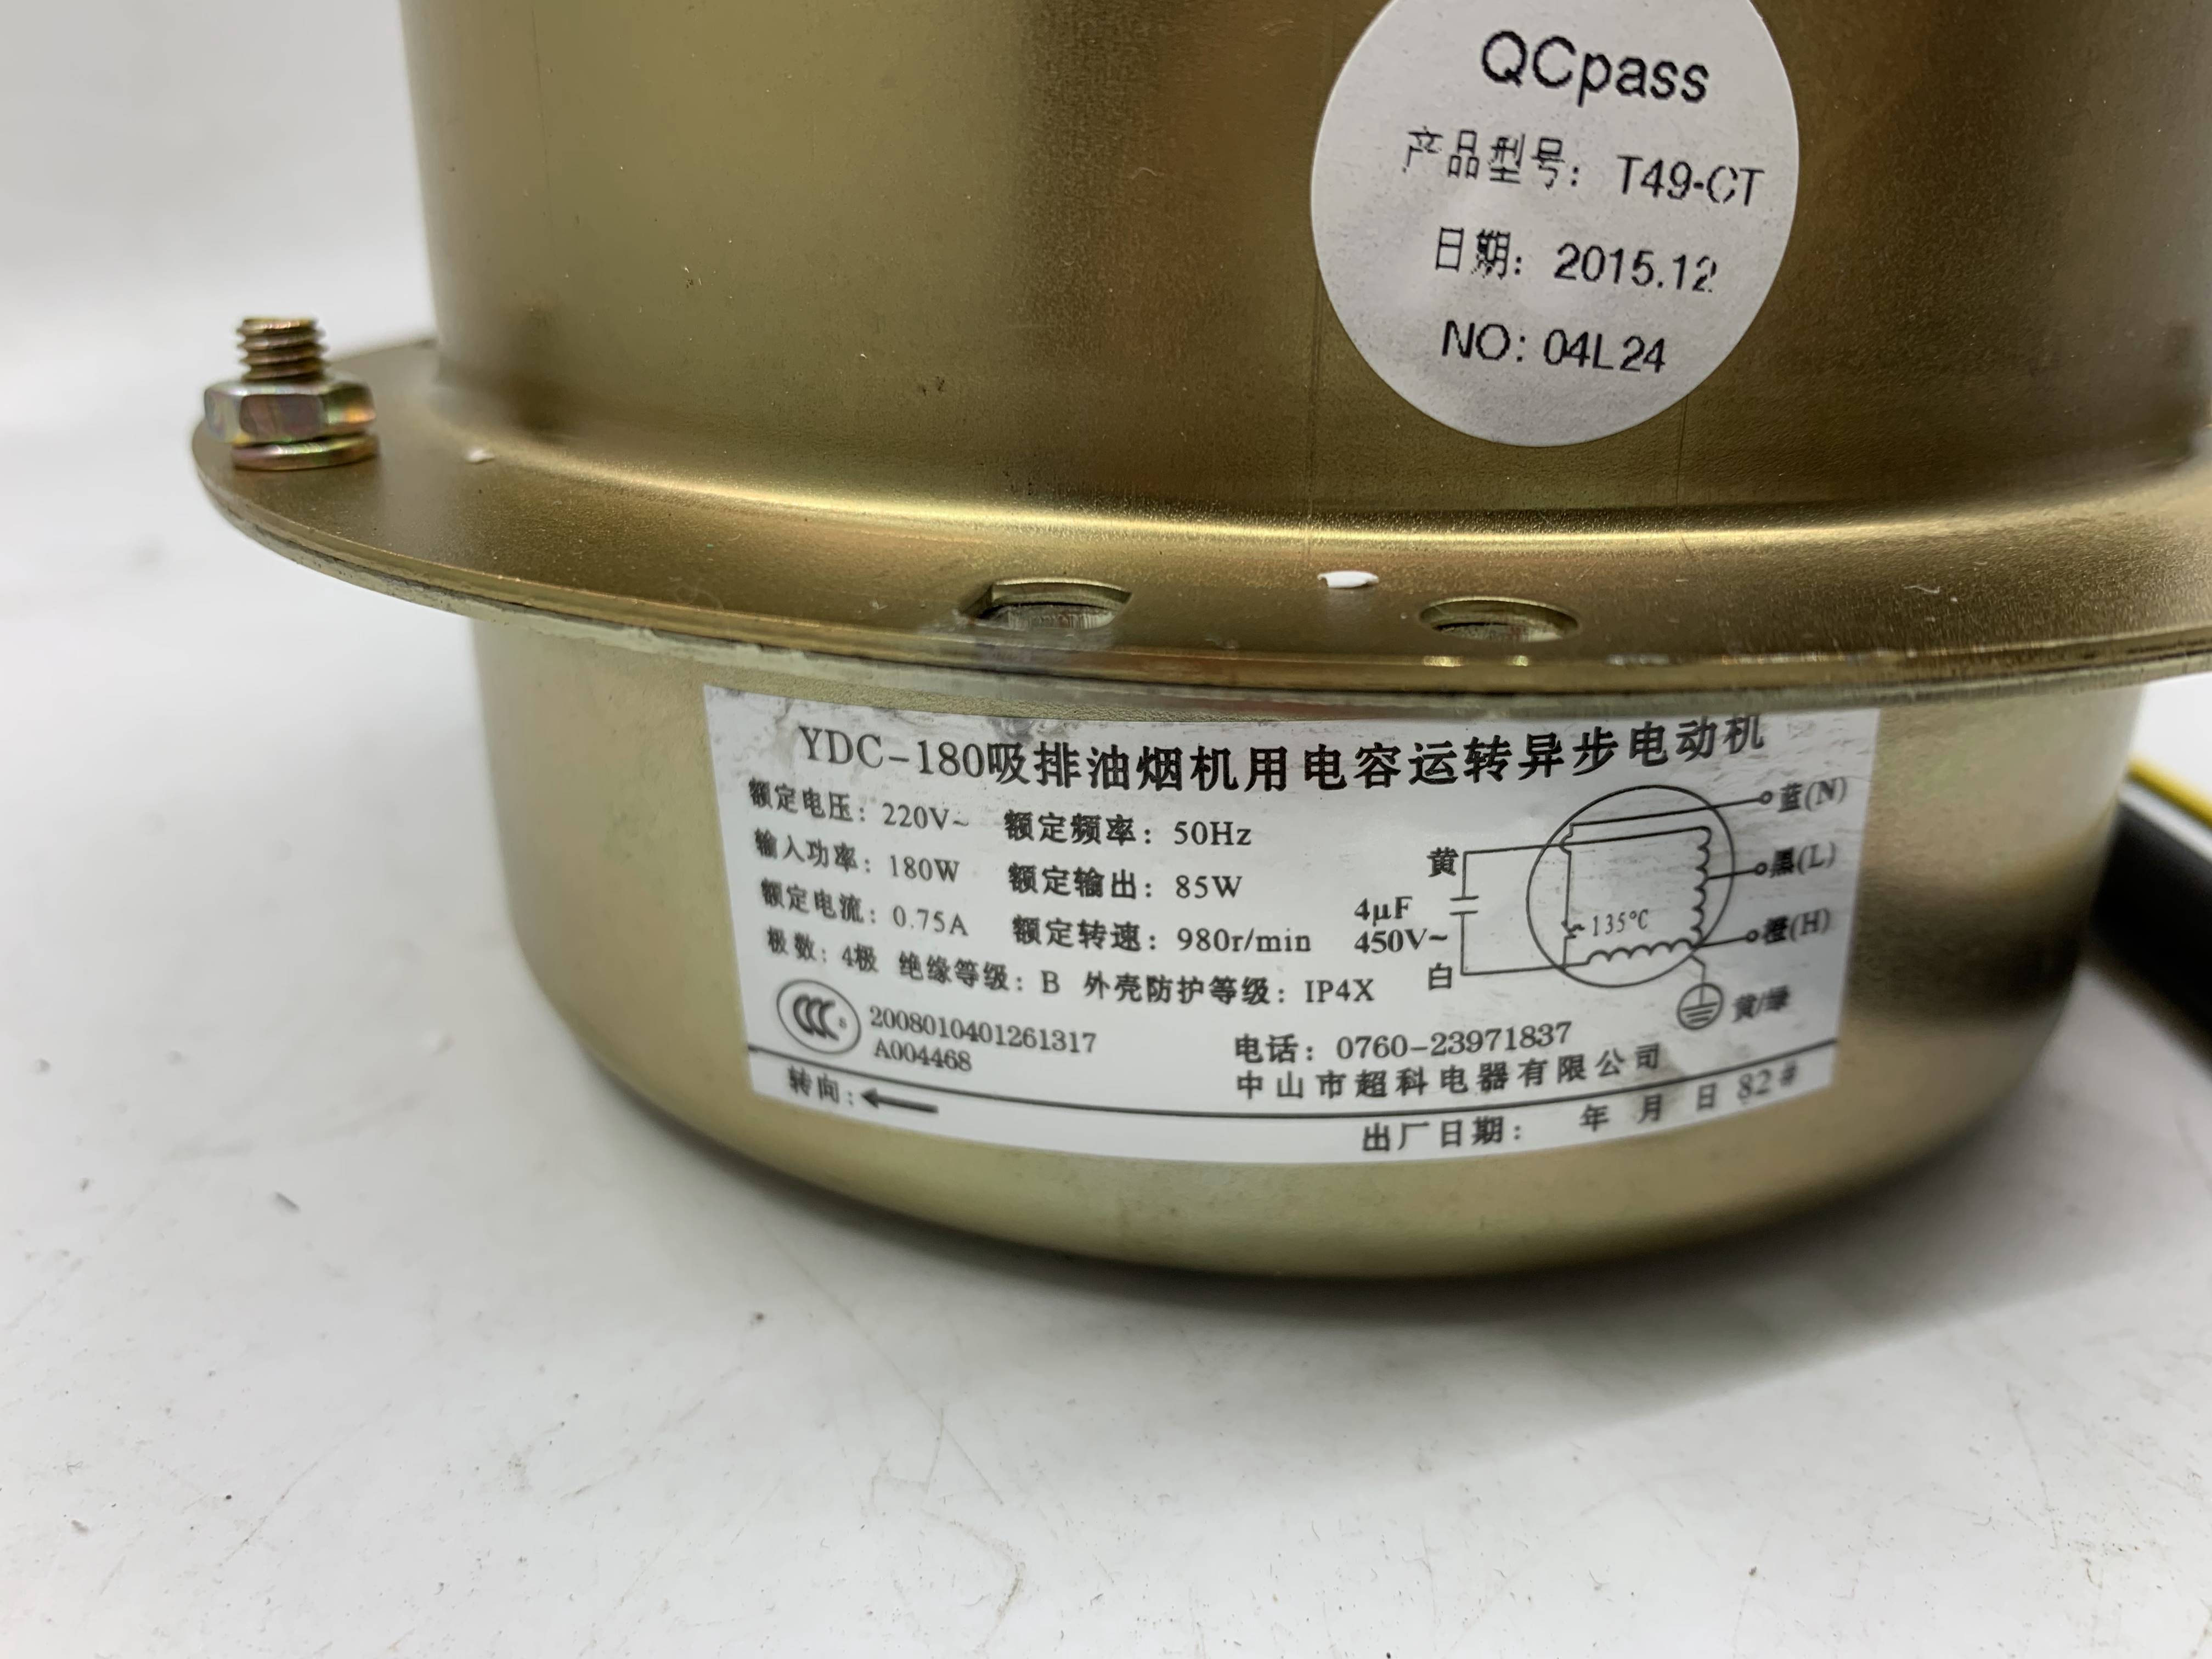 QCpass
产品型号： T49-CT
日期： 2015.12
NO: 04L24
YDC-180吸排油烟机用电容运转异步电动机
额定电压：220V~ 额定频率：50Hz
输入功率：180W 额定输出：85W
额定电流：0.75A 额定转速：980r/min
极数：4极 绝缘等级：B 外壳防护等级：IP4X
蓝(N)
黄
黑(L)
4μF
450V~
135℃
橙(H)
白
黄/绿
CCC S
2008010401261317
A004468
电话：0760-23971837
中山市超科电器有限公司
转向：←
出厂日期： 年 月 日 82#